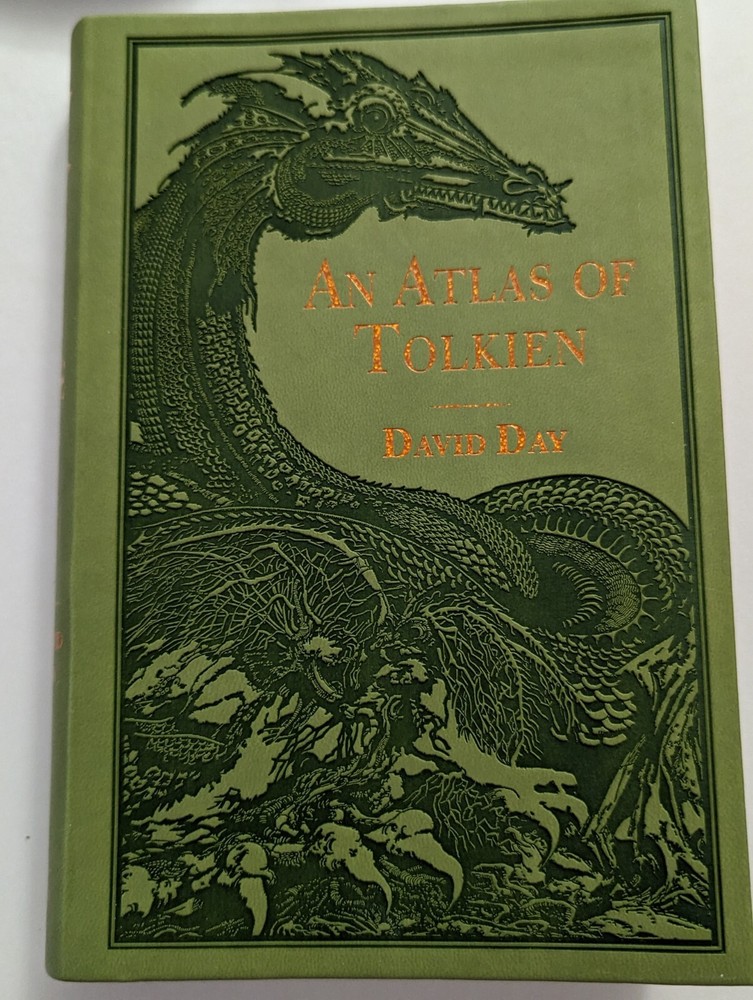 AN ATLAS OF
TOLKIEN
DAVID DAY